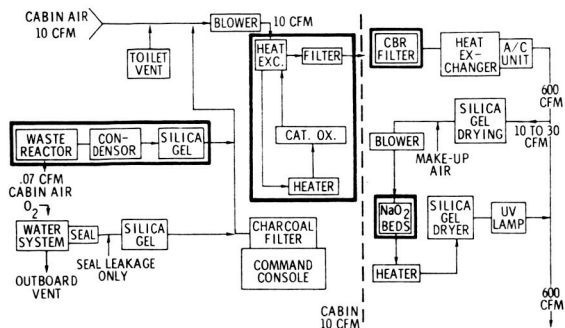 CABIN AIR
10 CFM
BLOWER
10 CFM
TOILET
VENT
HEAT
EXC.
FILTER
CAT. OX.
HEATER
WASTE
REACTOR
CON-
DENSOR
SILICA
GEL
.07 CFM
CABIN AIR
O2
WATER
SYSTEM
SEAL
SILICA
GEL
SEAL LEAKAGE
ONLY
OUTBOARD
VENT
CHARCOAL
FILTER
COMMAND
CONSOLE
CABIN
10 CFM
CBR
FILTER
HEAT
EX-
CHANGER
A/C
UNIT
600
CFM
SILICA
GEL
DRYING
10 TO 30
CFM
BLOWER
MAKE-UP
AIR
NaO2
BEDS
SILICA
GEL
DRYER
UV
LAMP
HEATER
600
CFM